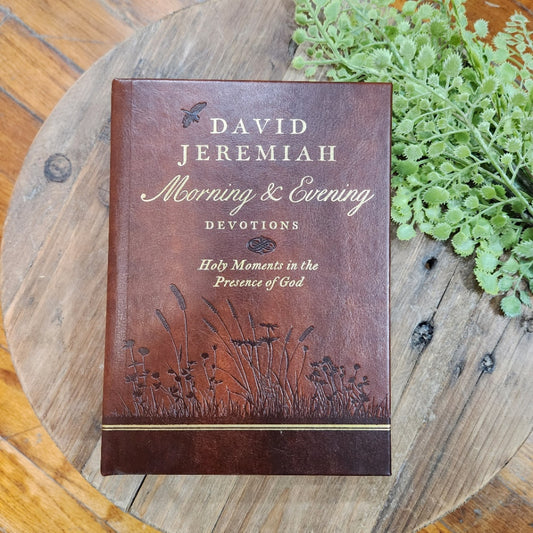 DAVID
JEREMIAH
Morning & Evening
DEVOTIONS
Holy Moments in the
Presence of God